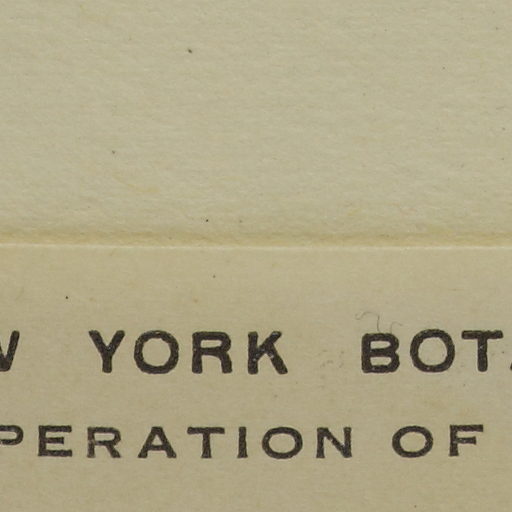 W YORK BOT
PERATION OF